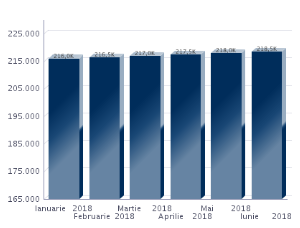 225.000
215.000
205.000
195.000
185.000
175.000
165.000
216,0K
216,5K
217,0K
217,5K
218,0K
218,5K
Ianuarie 2018
Februarie 2018
Martie 2018
Aprilie 2018
Mai 2018
Iunie 2018